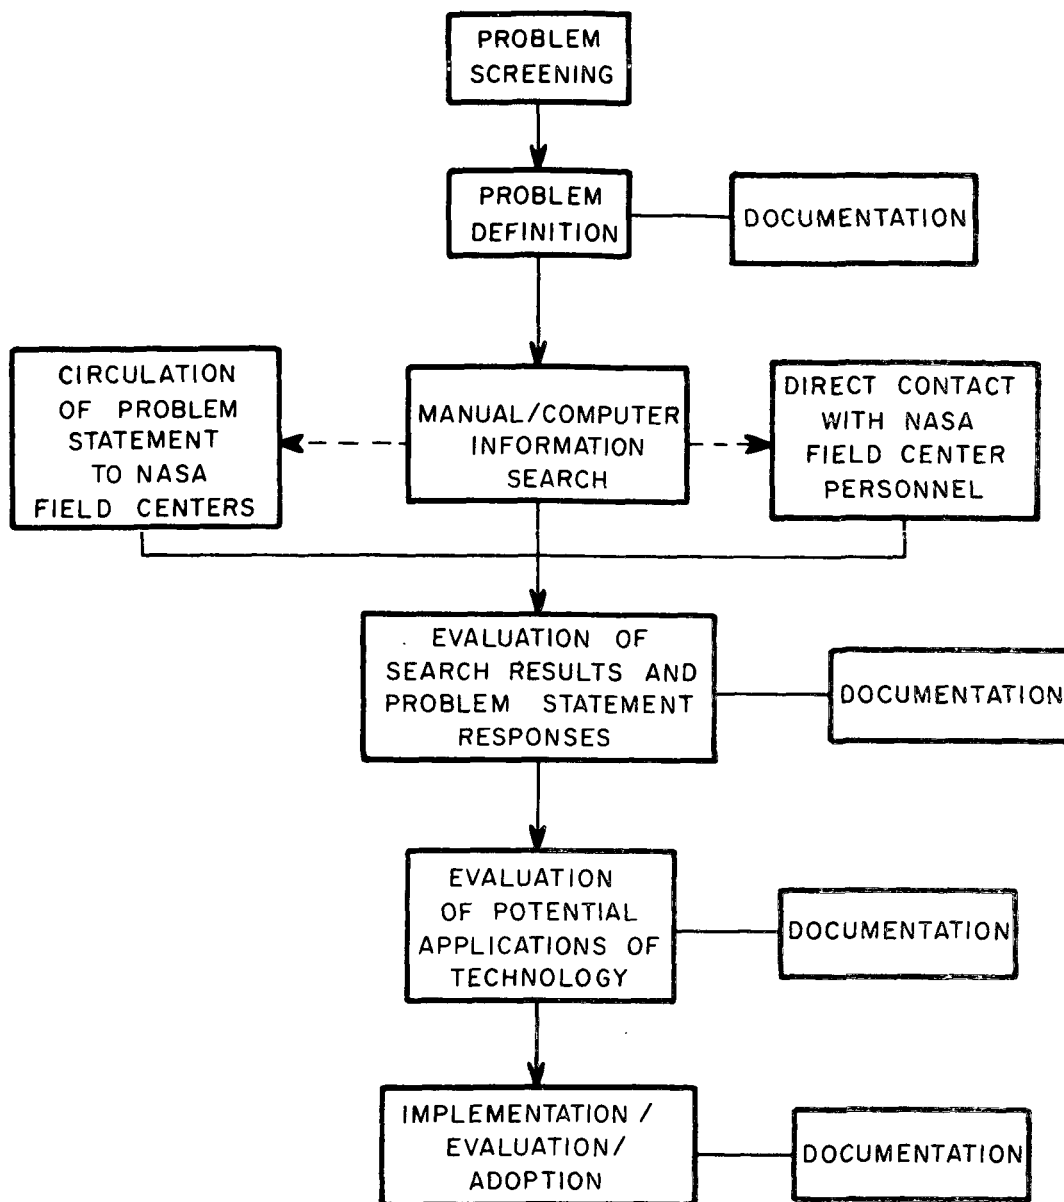 PROBLEM
SCREENING
PROBLEM
DEFINITION
DOCUMENTATION
CIRCULATION
OF PROBLEM
STATEMENT
TO NASA
FIELD CENTERS
MANUAL/COMPUTER
INFORMATION
SEARCH
DIRECT CONTACT
WITH NASA
FIELD CENTER
PERSONNEL
EVALUATION OF
SEARCH RESULTS AND
PROBLEM STATEMENT
RESPONSES
DOCUMENTATION
EVALUATION
OF POTENTIAL
APPLICATIONS OF
TECHNOLOGY
DOCUMENTATION
IMPLEMENTATION /
EVALUATION/
ADOPTION
DOCUMENTATION